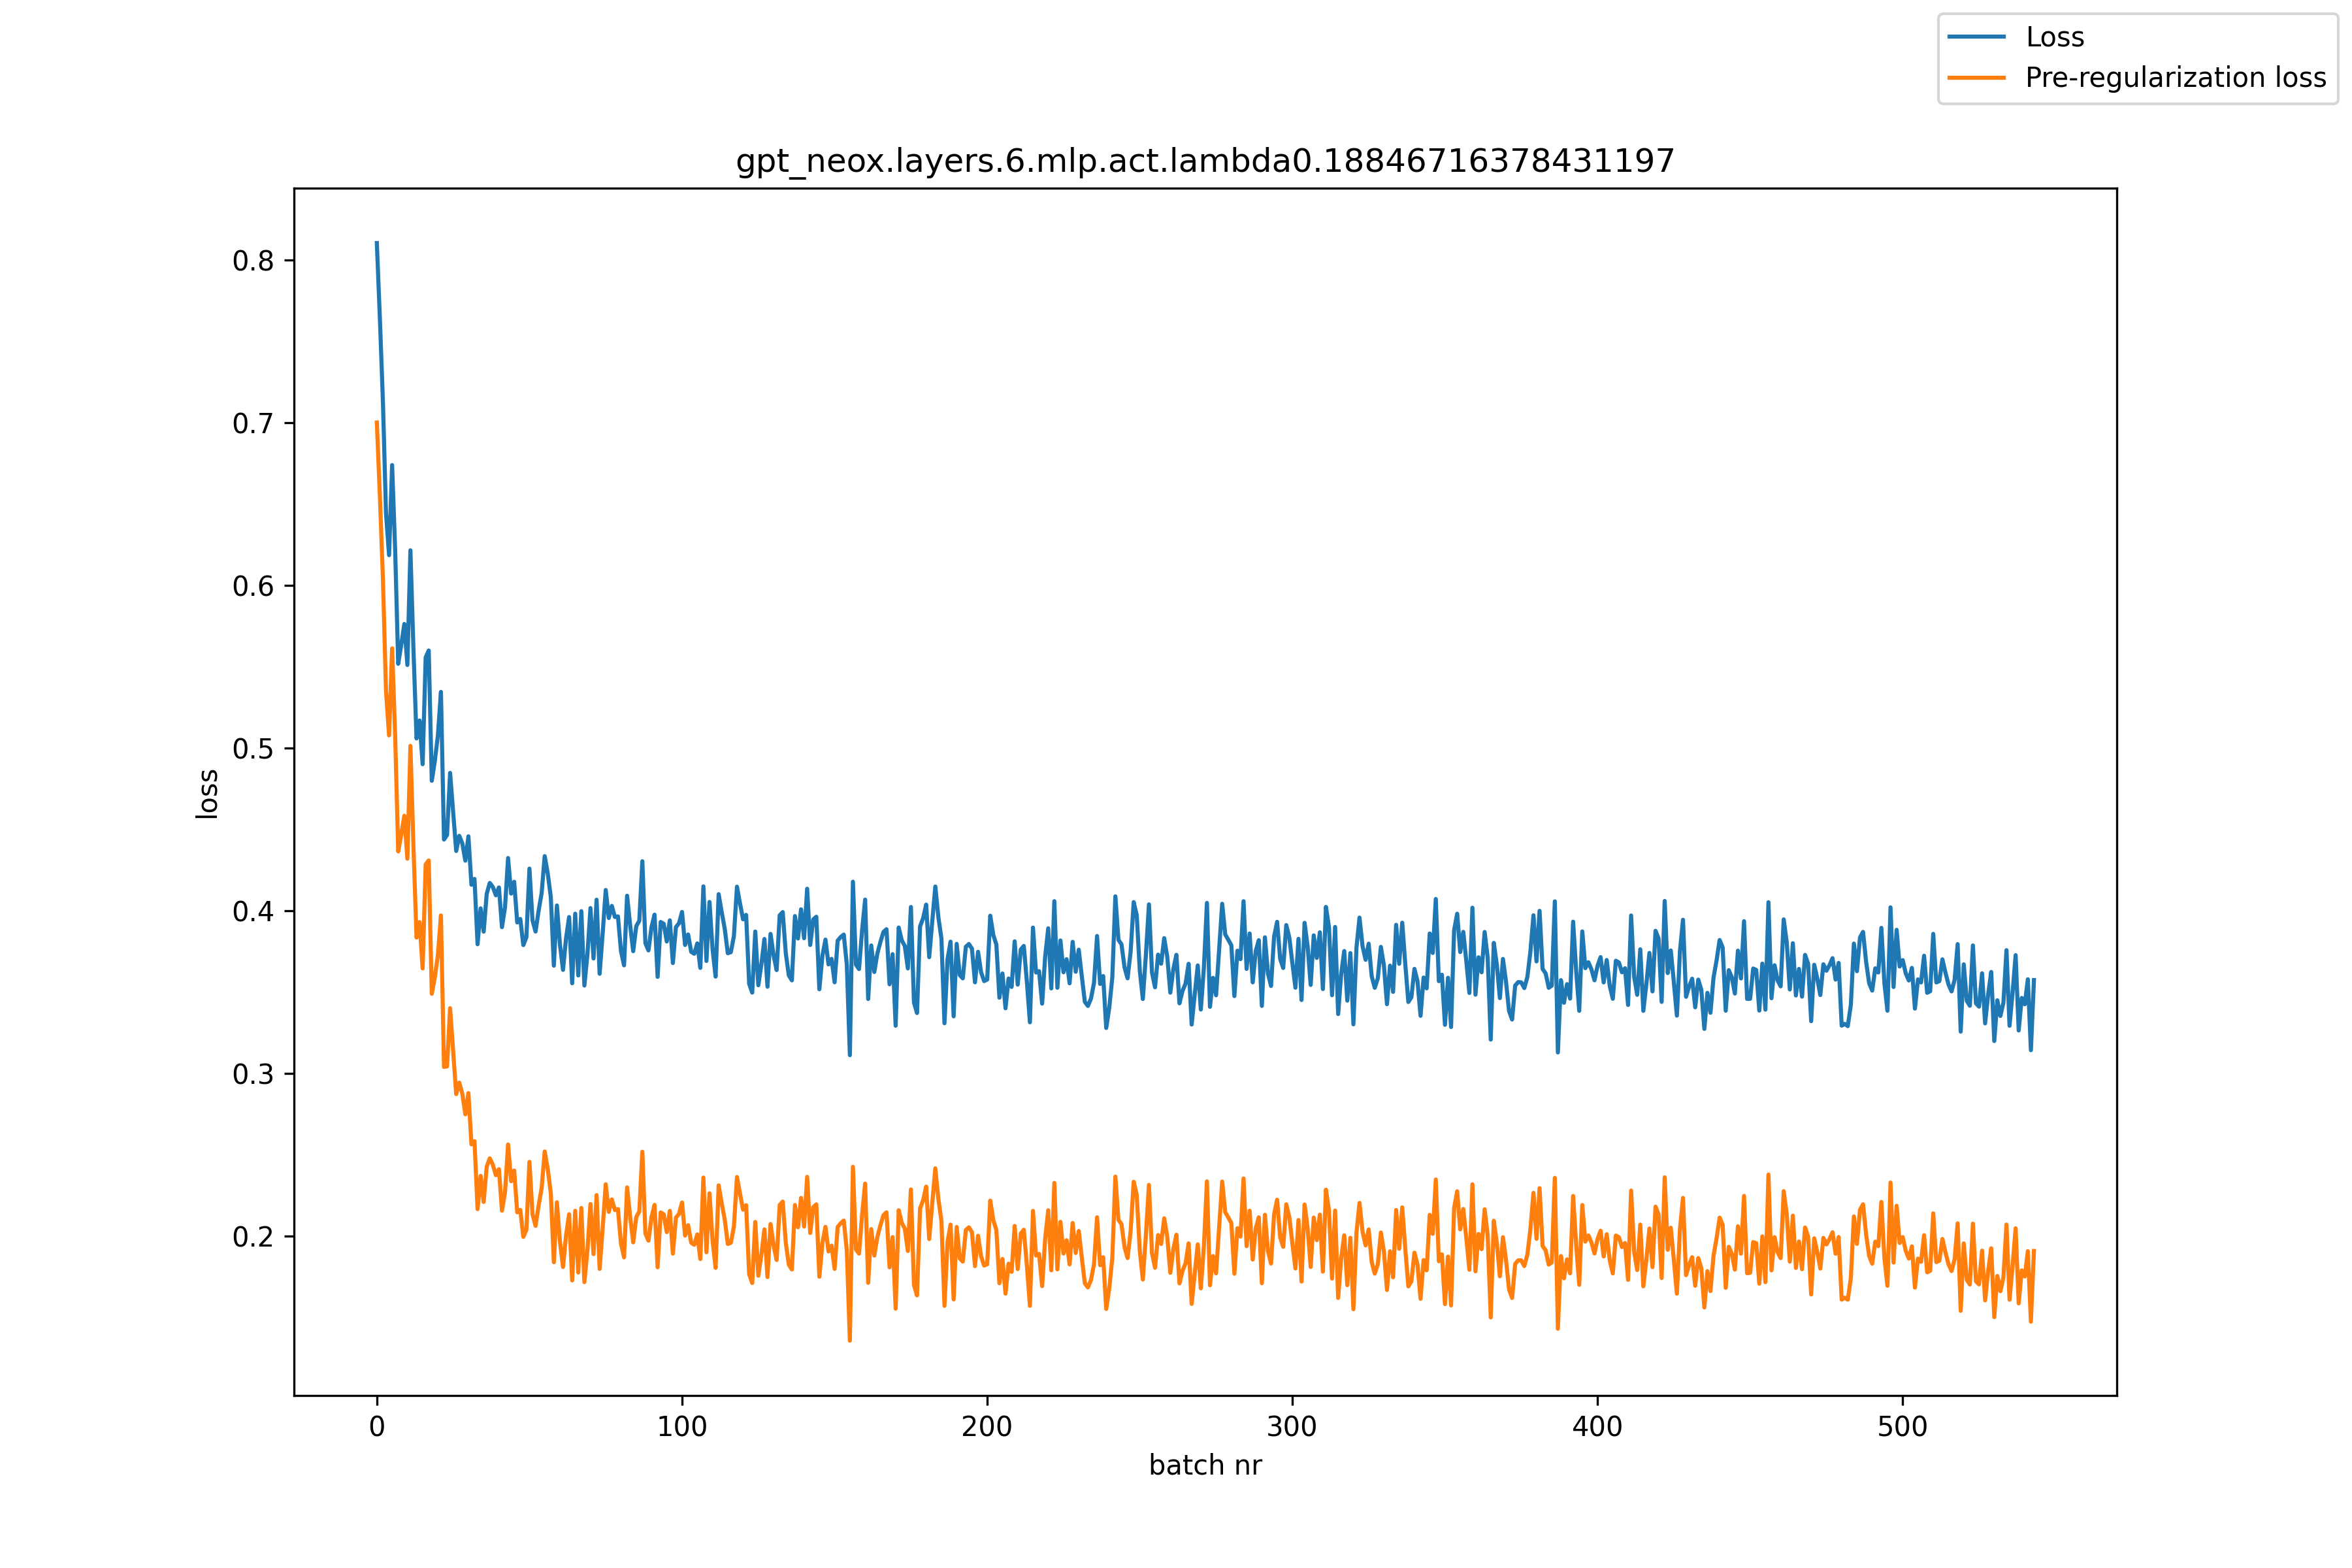 Loss
Pre-regularization loss
gpt_neox.layers.6.mlp.act.lambda0.18846716378431197
0.8
0.7
0.6
0.5
0.4
0.3
0.2
loss
0 100 200 300 400 500
batch nr